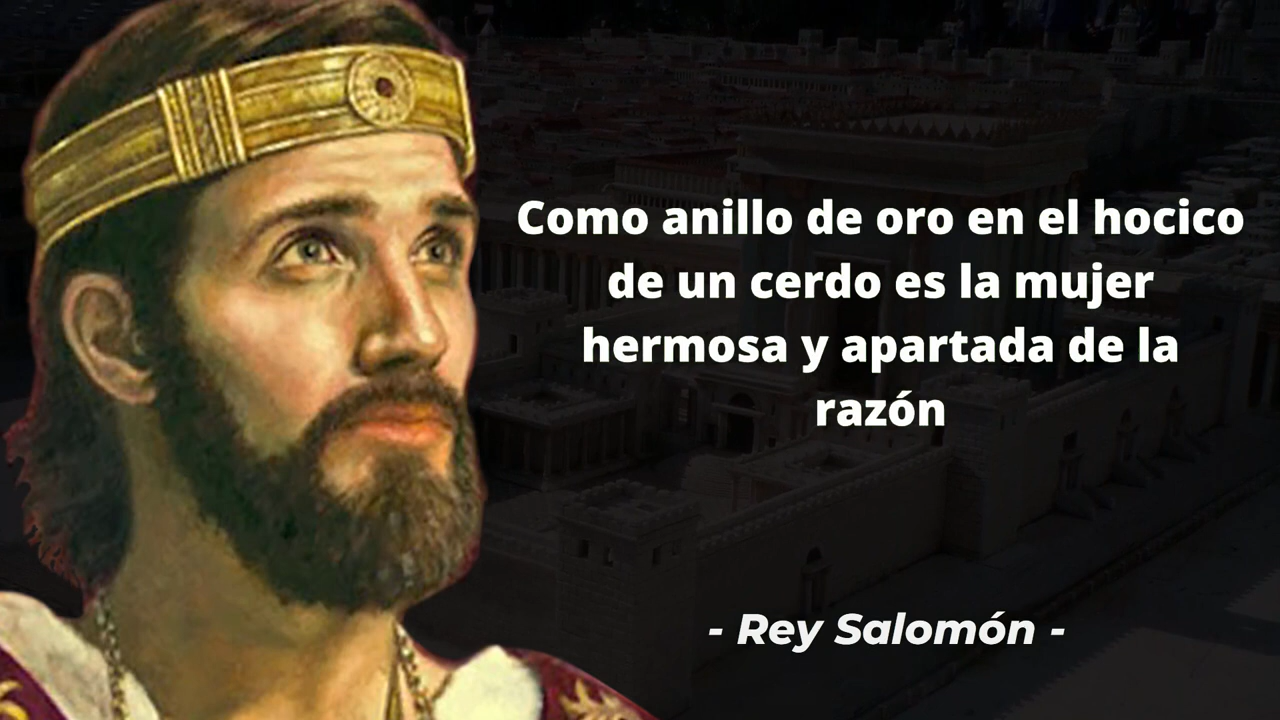 Como anillo de oro en el hocico
de un cerdo es la mujer
hermosa y apartada de la
razón
- Rey Salomón -